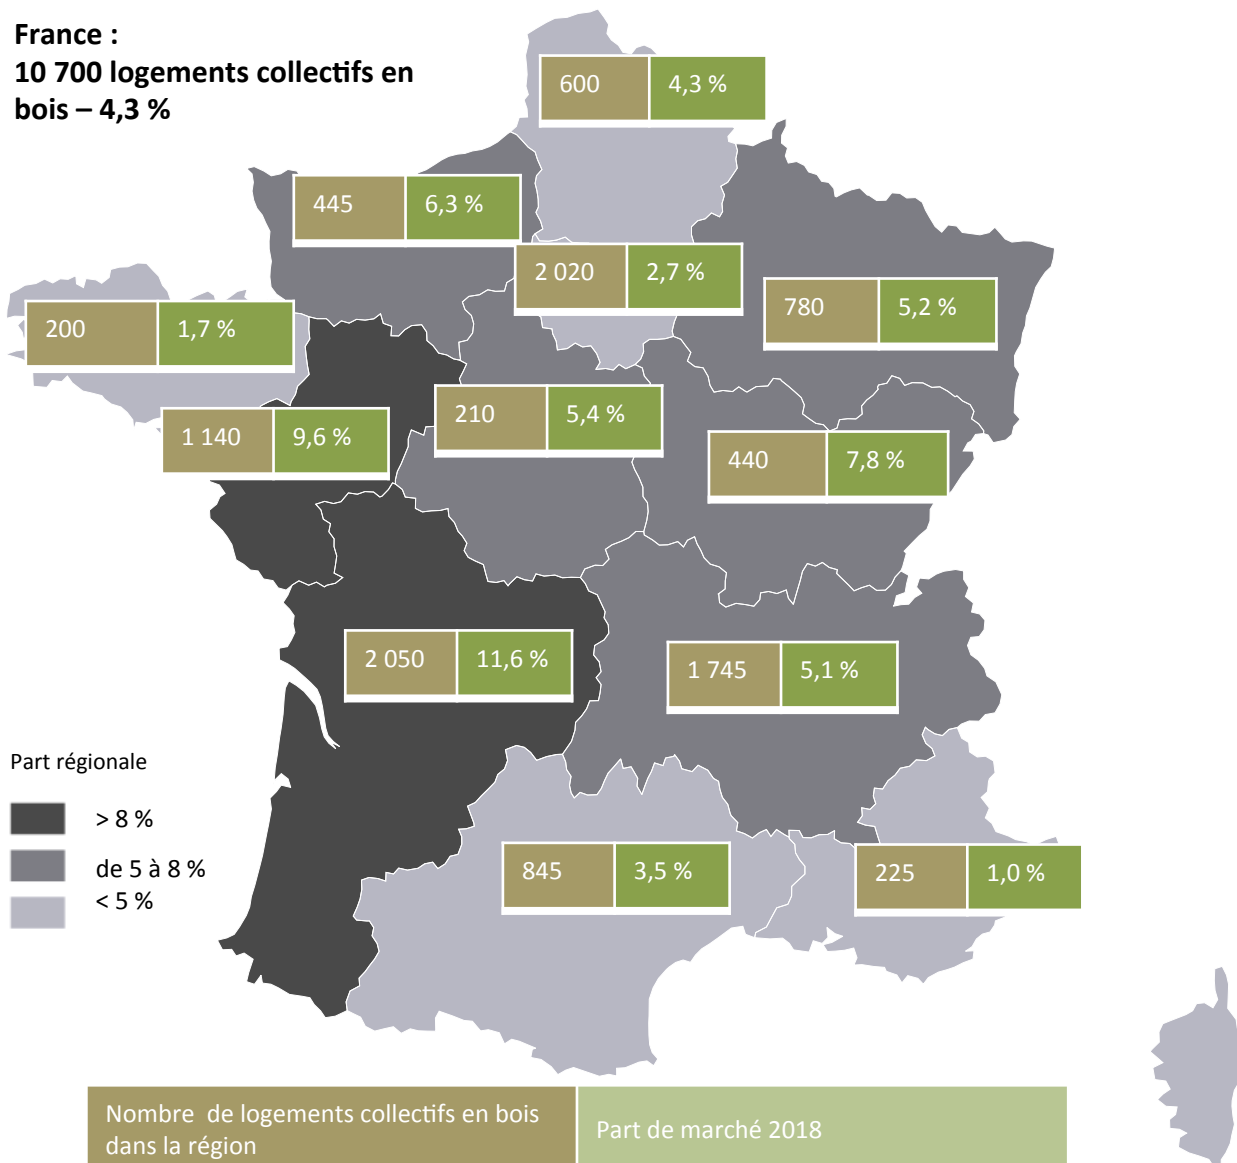 France :
10 700 logements collectifs en
bois – 4,3 %
600 4,3 %
445 6,3 %
2 020 2,7 %
780 5,2 %
200 1,7 %
210 5,4 %
1 140 9,6 %
440 7,8 %
2 050 11,6 %
1 745 5,1 %
Part régionale
> 8 %
de 5 à 8 %
< 5 %
845 3,5 %
225 1,0 %
Nombre de logements collectifs en bois
dans la région
Part de marché 2018